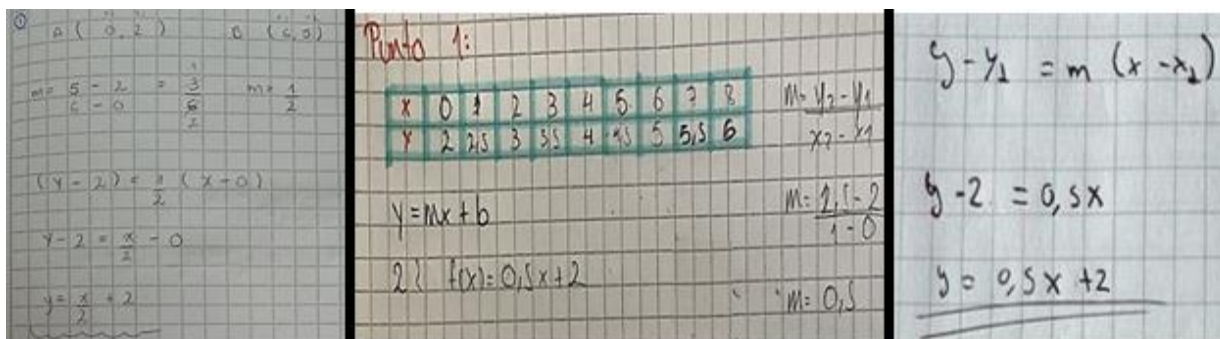 ①
A ( 0, 2 ) B (6,5)
m= 5 - 2 = 3 m= 1
6 - 0 6 2
2
(y - 2) = 1 ( x - 0)
2
y - 2 = x - 0
2
y = x + 2
2
Punto 1:
x 0 1 2 3 4 5 6 7 8
y 2 2,5 3 3,5 4 4,5 5 5,5 6
m= y2 - y1
x2 - x1
y = mx + b
m= 2,5 - 2
1 - 0
f(x)= 0,5x + 2
m= 0,5
y - y1 = m (x - x1)
y - 2 = 0,5x
y = 0,5x + 2